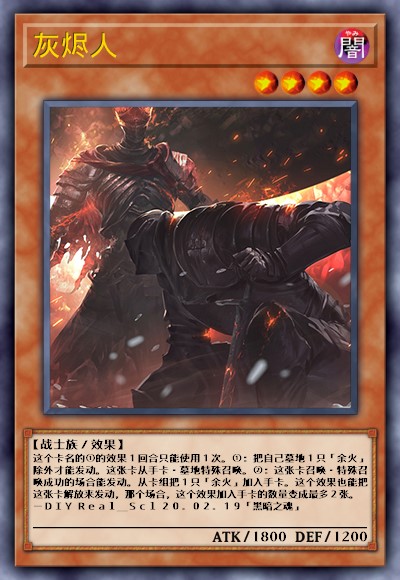 灰烬人
やみ
闇
【战士族/效果】
这个卡名的①的效果1回合只能使用1次。①:把自己墓地1只「余火」
除外才能发动。这张卡从手卡・墓地特殊召唤。②:这张卡召唤・特殊召
唤成功的场合能发动。从卡组把1只「余火」加入手卡。这个效果也能把
这张卡解放来发动,那个场合,这个效果加入手卡的数量变成最多2张。
—DIY Real__Scl 20.02.19「黑暗之魂」
ATK/1800 DEF/1200